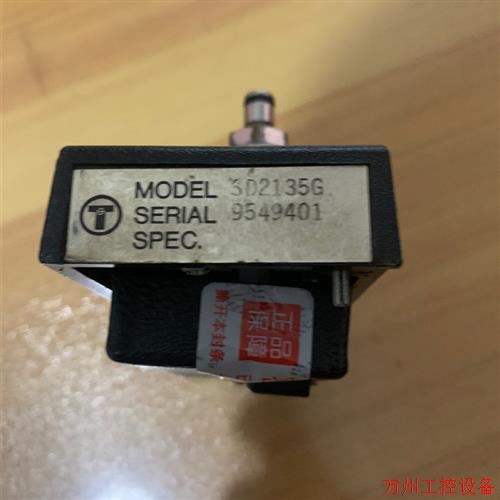 T
MODEL SD2135G
SERIAL 9549401
SPEC.
撕开本封条
正品
保障
万州工控设备